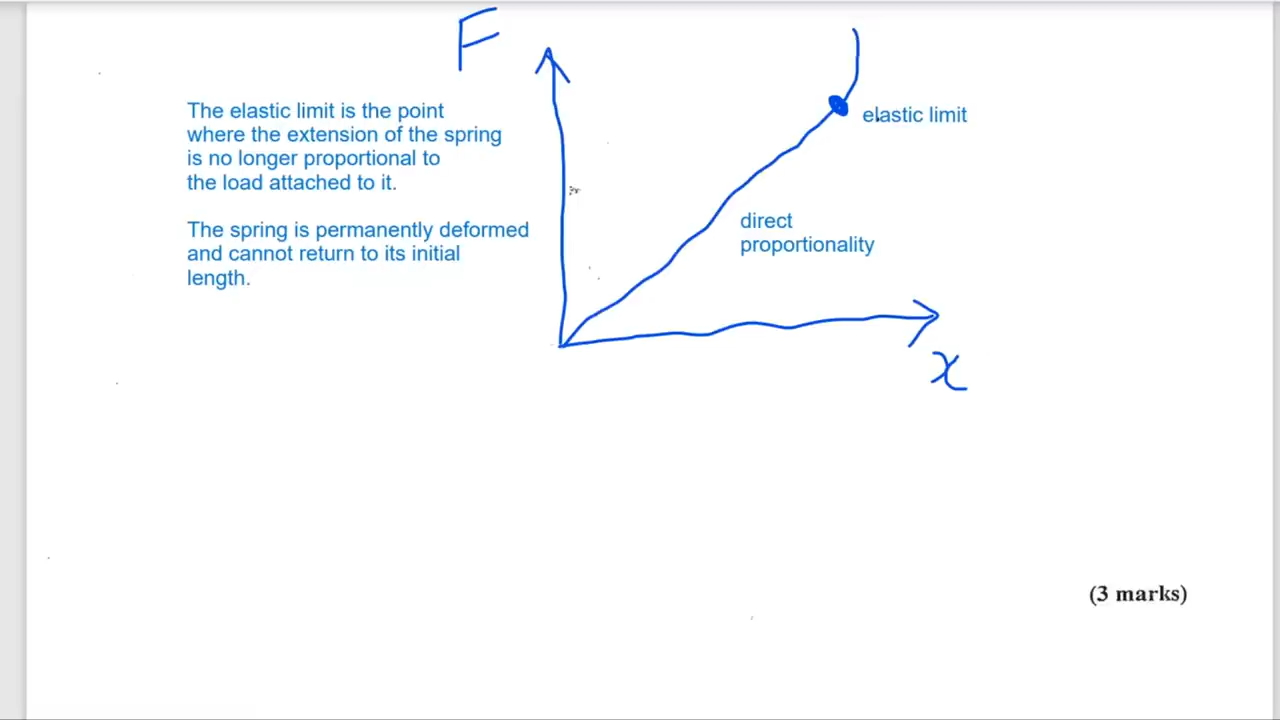 F
The elastic limit is the point
where the extension of the spring
is no longer proportional to
the load attached to it.
The spring is permanently deformed
and cannot return to its initial
length.
elastic limit
direct
proportionality
x
(3 marks)